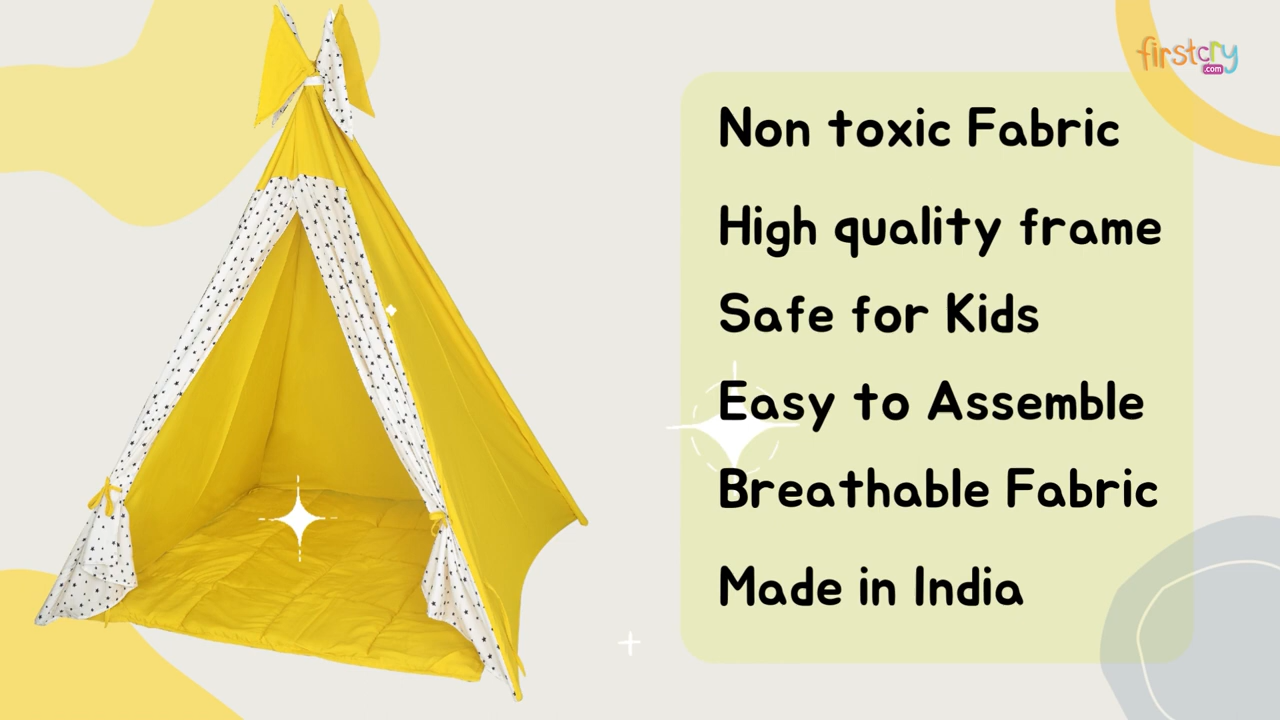 firstcry
.com
Non toxic Fabric
High quality frame
Safe for Kids
Easy to Assemble
Breathable Fabric
Made in India